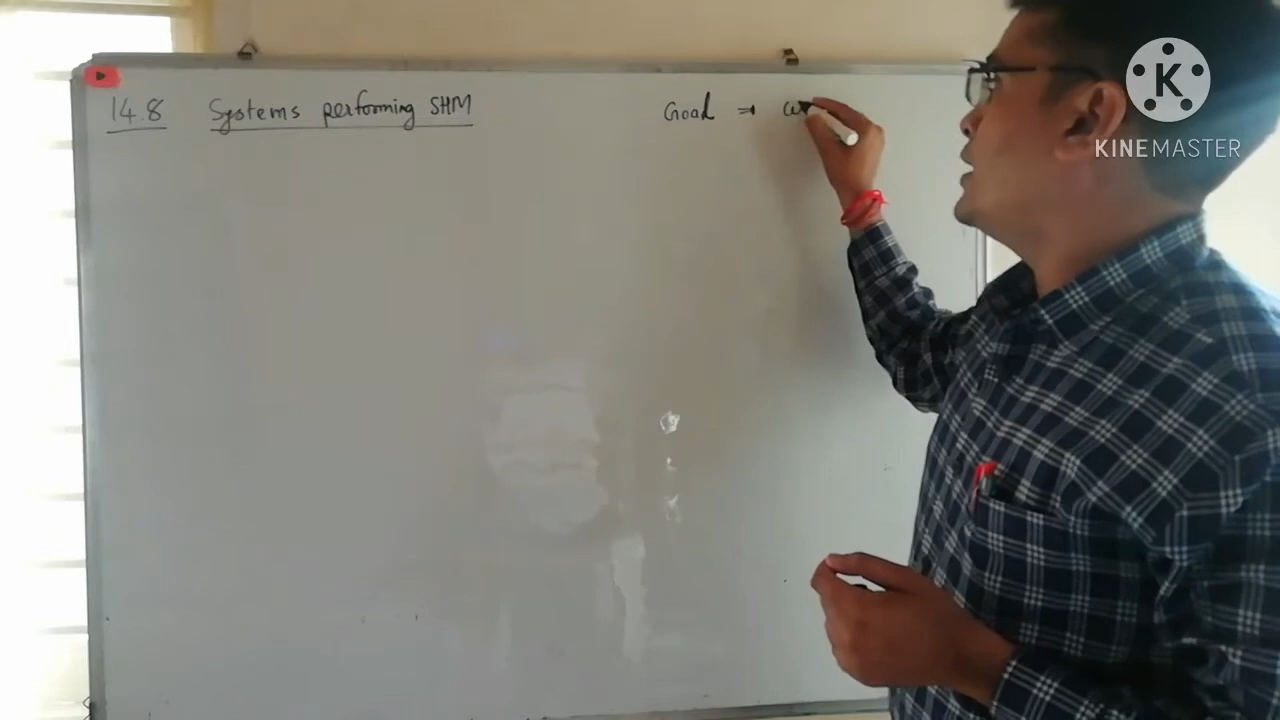 14.8 Systems performing SHM
Goal ⇒ ω
K
KINEMASTER